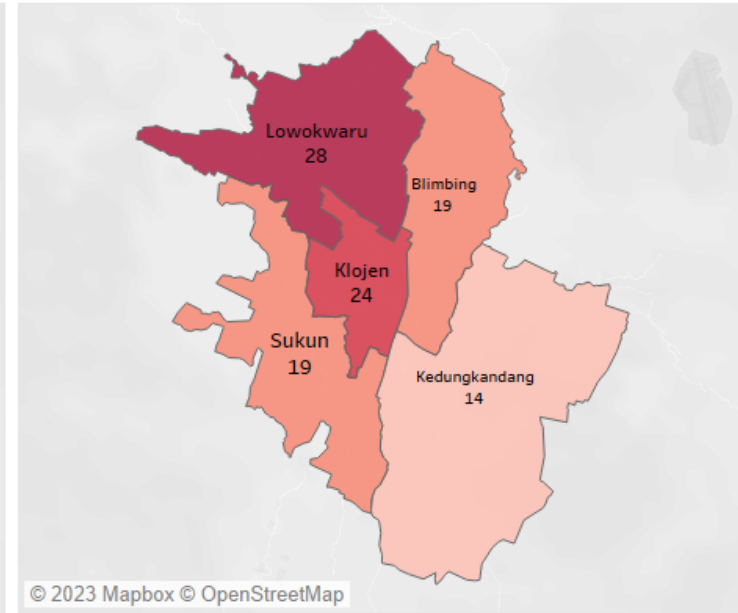 Lowokwaru
28
Blimbing
19
Klojen
24
Sukun
19
Kedungkandang
14
© 2023 Mapbox © OpenStreetMap